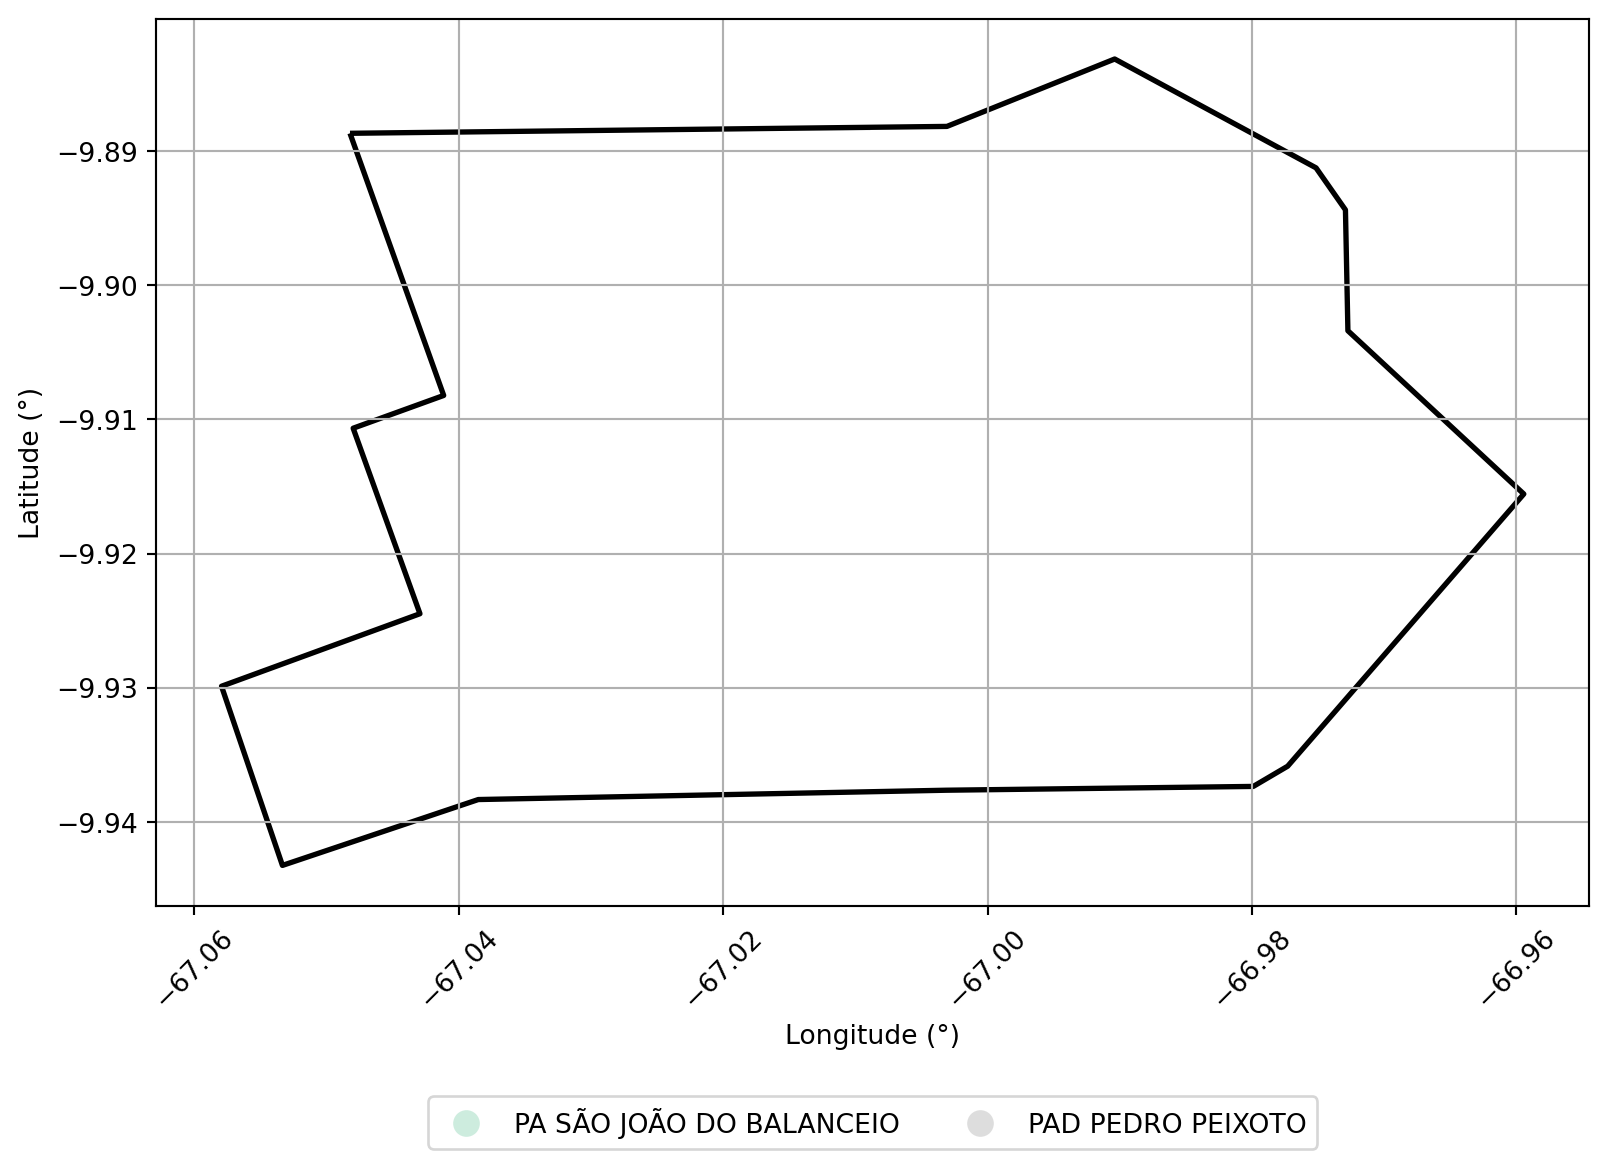 −9.89
−9.90
−9.91
−9.92
−9.93
−9.94
Latitude (°)
−67.06 −67.04 −67.02 −67.00 −66.98 −66.96
Longitude (°)
PA SÃO JOÃO DO BALANCEIO PAD PEDRO PEIXOTO